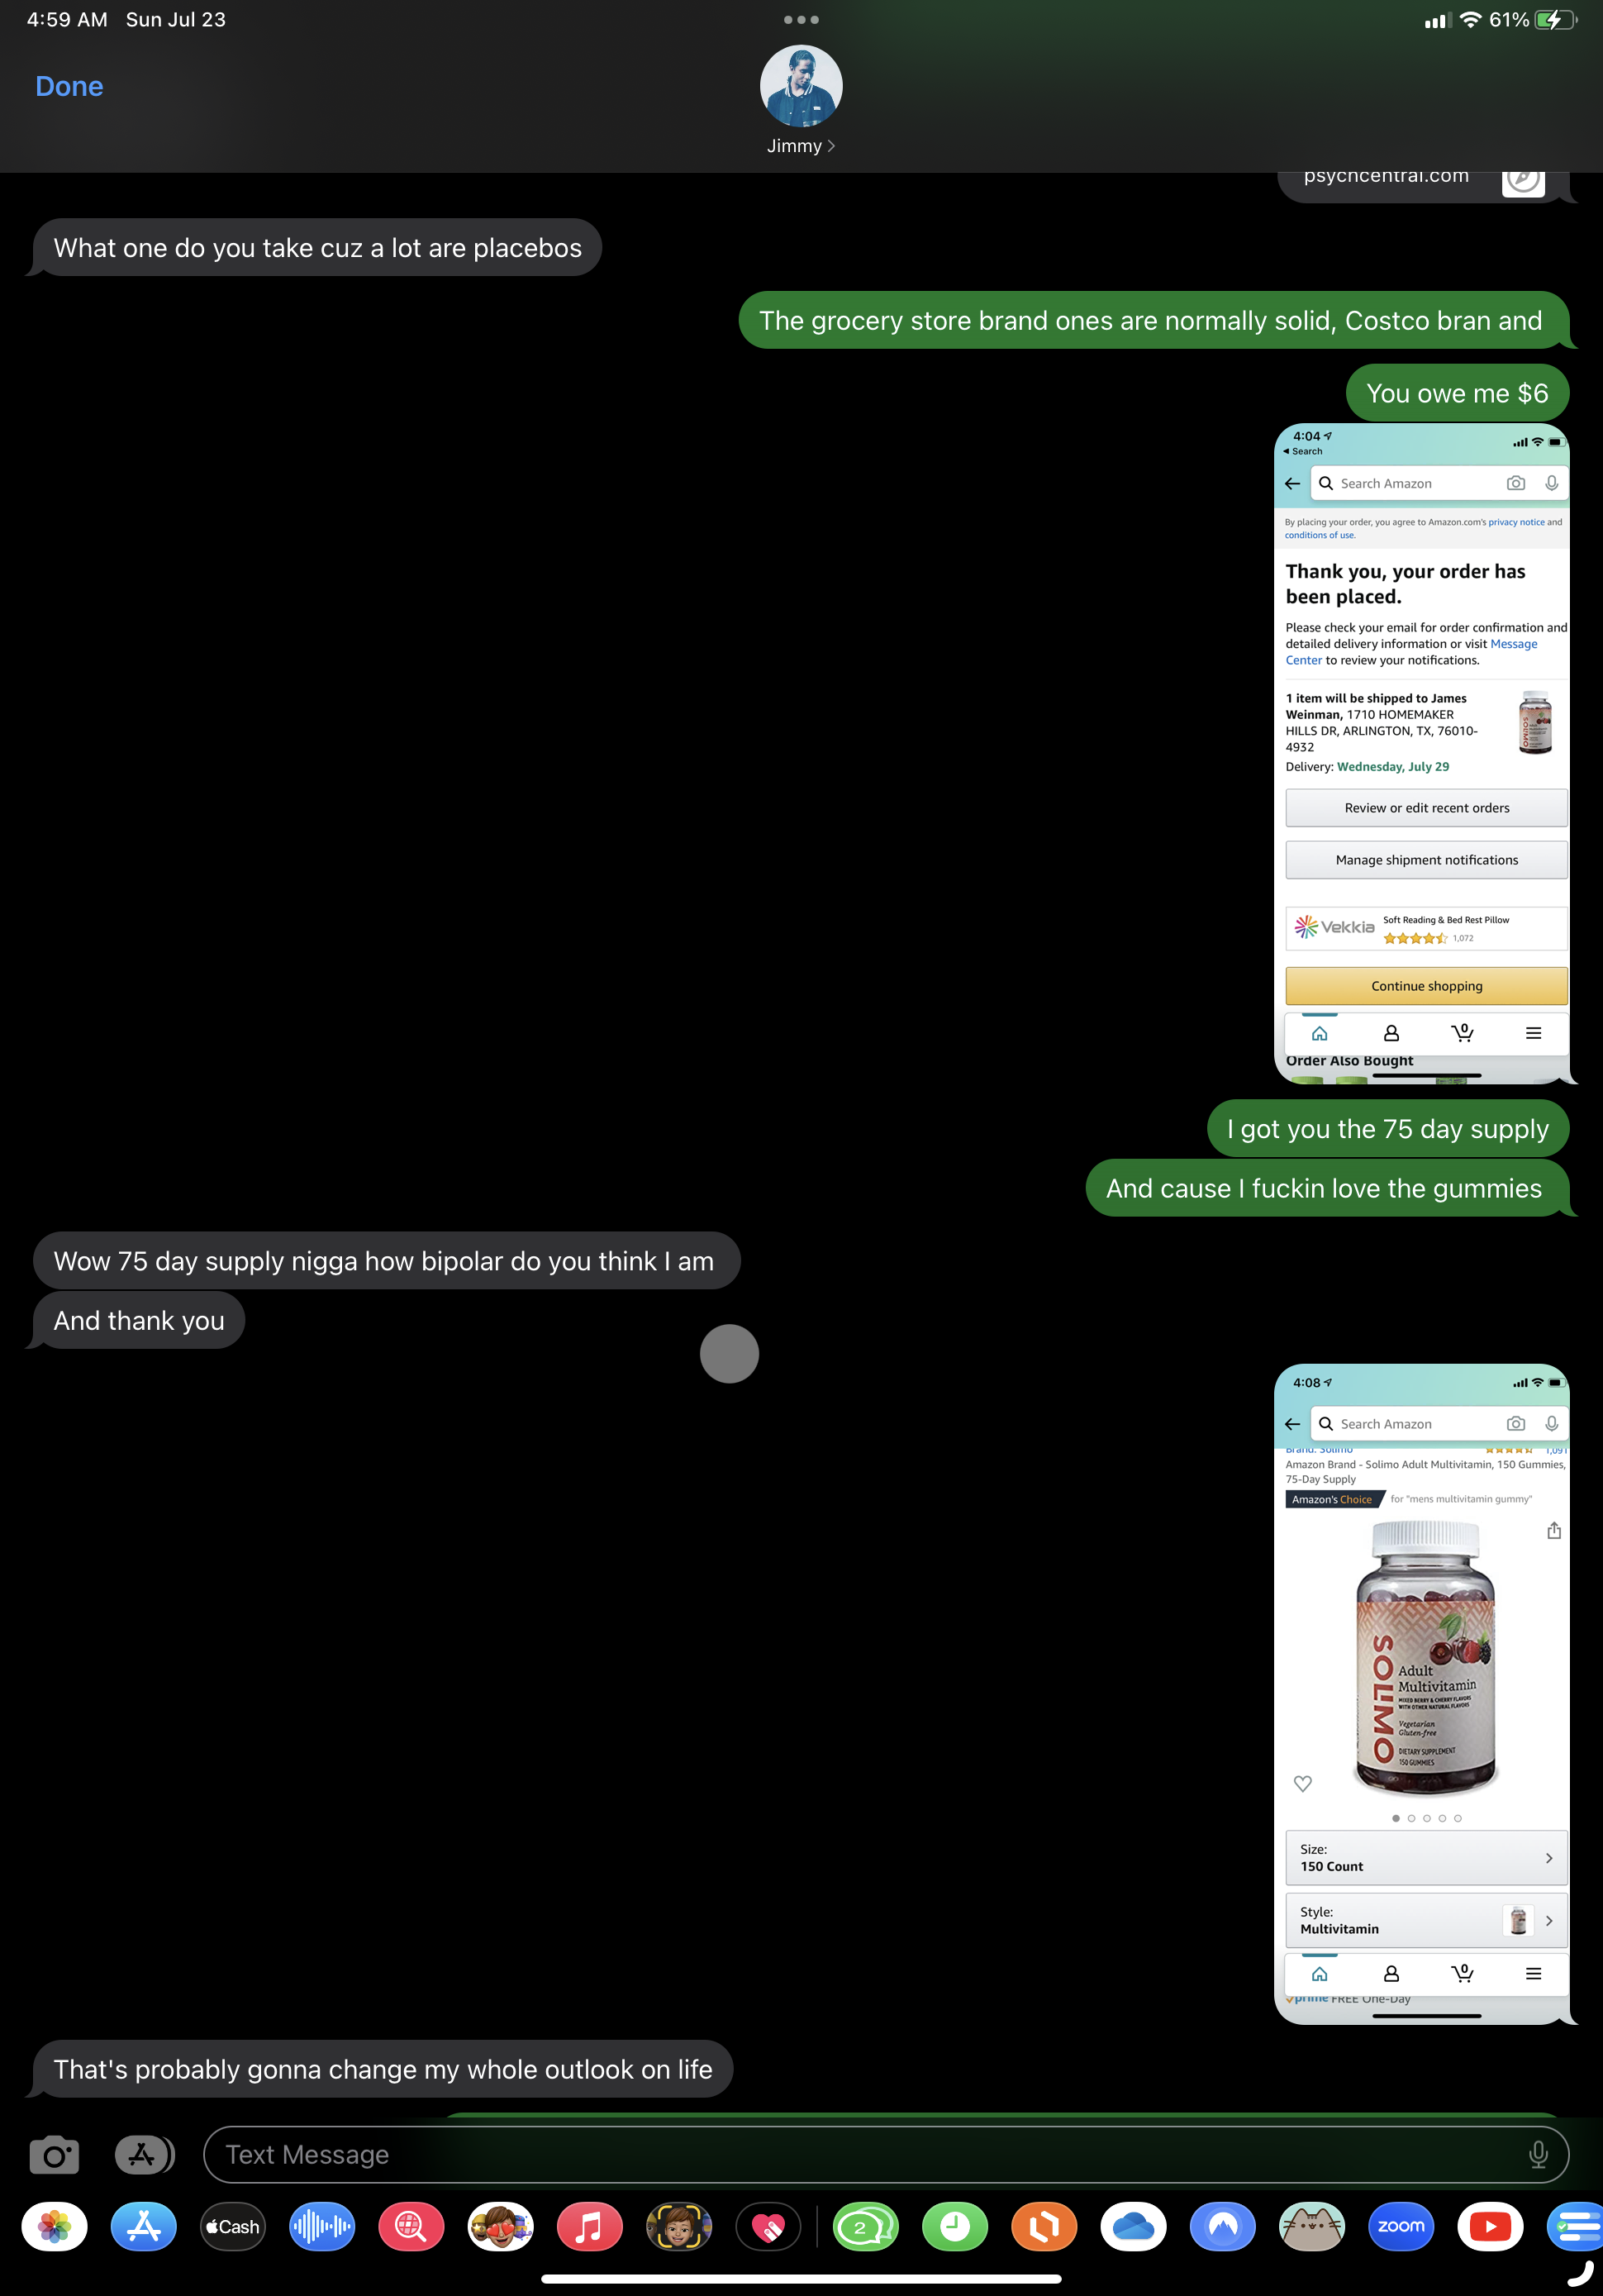 4:59 AM Sun Jul 23
61%
Done
Jimmy
psychcentral.com
What one do you take cuz a lot are placebos
The grocery store brand ones are normally solid, Costco bran and
You owe me $6
4:04
Search
Search Amazon
By placing your order, you agree to Amazon.com's privacy notice and
conditions of use.
Thank you, your order has
been placed.
Please check your email for order confirmation and
detailed delivery information or visit Message
Center to review your notifications.
1 item will be shipped to James
Weinman, 1710 HOMEMAKER
HILLS DR, ARLINGTON, TX, 76010-
4932
Delivery: Wednesday, July 29
SOLIMO
Review or edit recent orders
Manage shipment notifications
Vekkia
Soft Reading & Bed Rest Pillow
1,072
Continue shopping
0
Order Also Bought
I got you the 75 day supply
And cause I fuckin love the gummies
Wow 75 day supply nigga how bipolar do you think I am
And thank you
4:08
Search Amazon
Brand: Solimo
1,091
Amazon Brand - Solimo Adult Multivitamin, 150 Gummies,
75-Day Supply
Amazon's Choice for "mens multivitamin gummy"
SOLIMO
Adult
Multivitamin
MIXED BERRY & CHERRY FLAVORS
WITH OTHER NATURAL FLAVORS
Vegetarian
Gluten-free
DIETARY SUPPLEMENT
150 GUMMIES
Size:
150 Count
Style:
Multivitamin
0
prime FREE One-Day
That's probably gonna change my whole outlook on life
Text Message
Cash
2
zoom